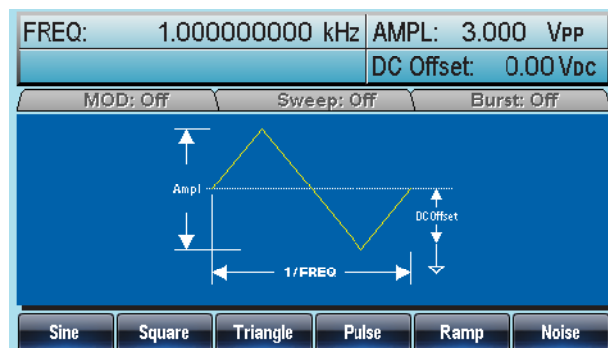 FREQ: 1.000000000 kHz AMPL: 3.000 VPP
DC Offset: 0.00 VDC
MOD: Off Sweep: Off Burst: Off
Ampl
DC Offset
1/FREQ
Sine Square Triangle Pulse Ramp Noise